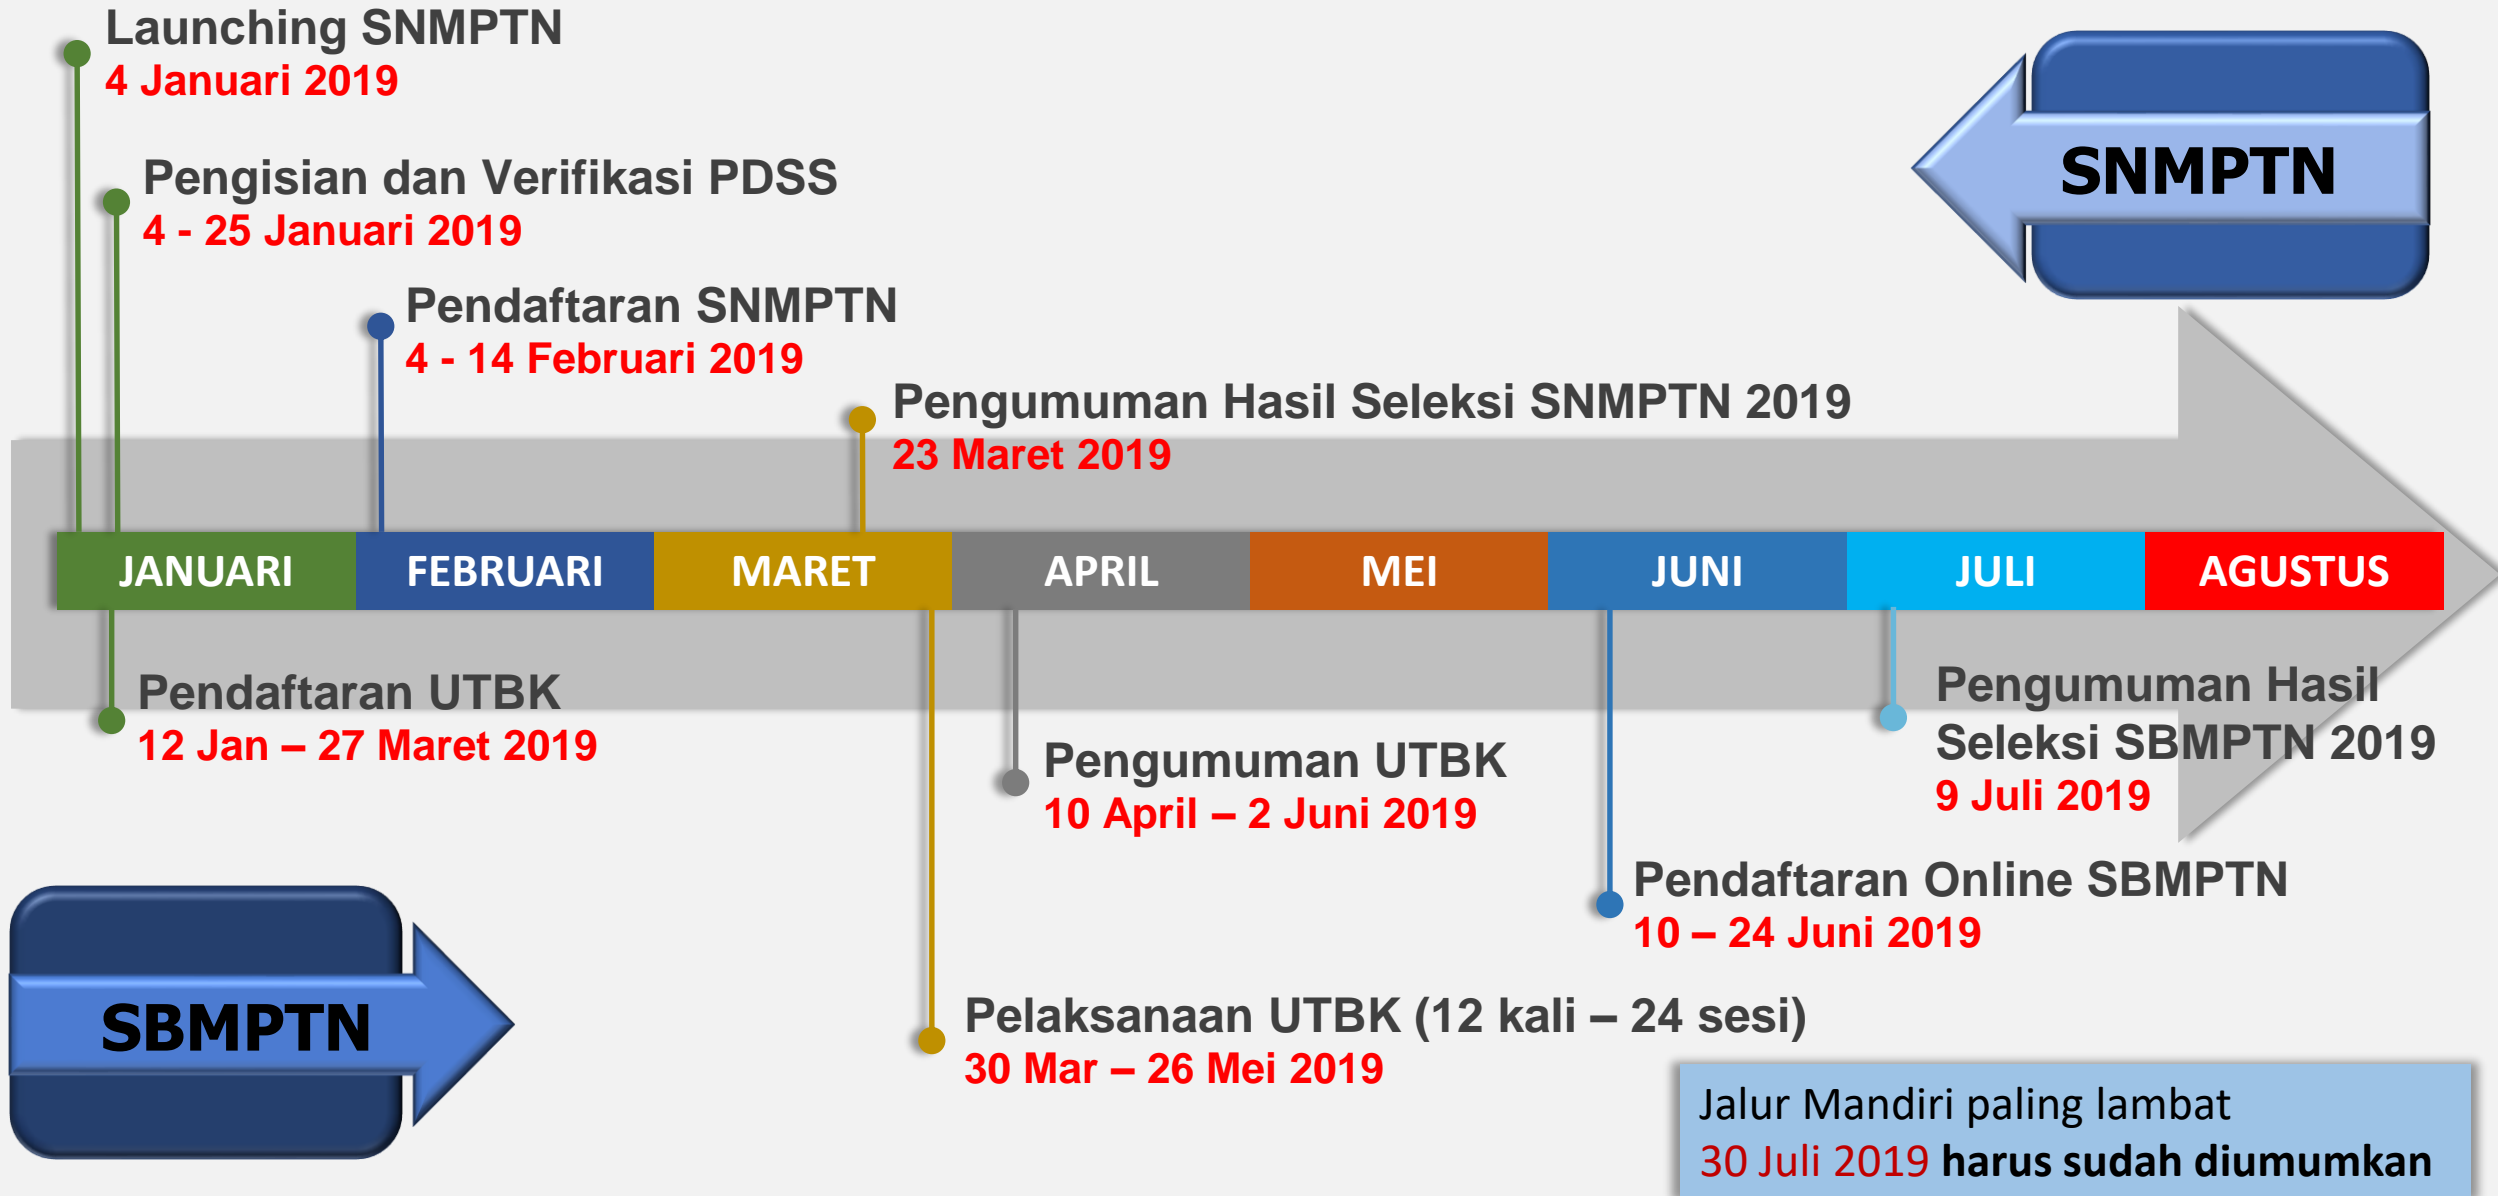 Launching SNMPTN
4 Januari 2019
SNMPTN
Pengisian dan Verifikasi PDSS
4 - 25 Januari 2019
Pendaftaran SNMPTN
4 - 14 Februari 2019
Pengumuman Hasil Seleksi SNMPTN 2019
23 Maret 2019
JANUARI
FEBRUARI
MARET
APRIL
MEI
JUNI
JULI
AGUSTUS
Pendaftaran UTBK
12 Jan – 27 Maret 2019
Pengumuman Hasil
Seleksi SBMPTN 2019
9 Juli 2019
Pengumuman UTBK
10 April – 2 Juni 2019
Pendaftaran Online SBMPTN
10 – 24 Juni 2019
SBMPTN
Pelaksanaan UTBK (12 kali – 24 sesi)
30 Mar – 26 Mei 2019
Jalur Mandiri paling lambat
30 Juli 2019 harus sudah diumumkan